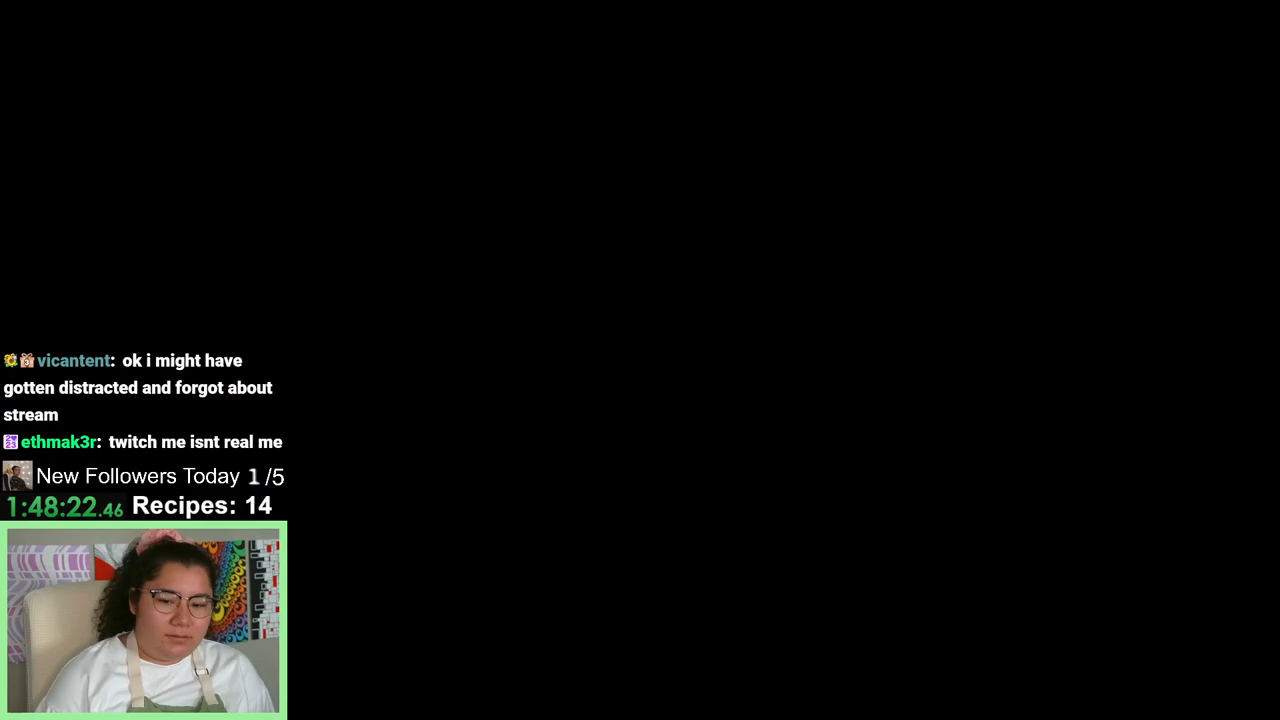 vicantent: ok i might have
gotten distracted and forgot about
stream
ethmak3r: twitch me isnt real me
New Followers Today 1 /5
1:48:22.46 Recipes: 14